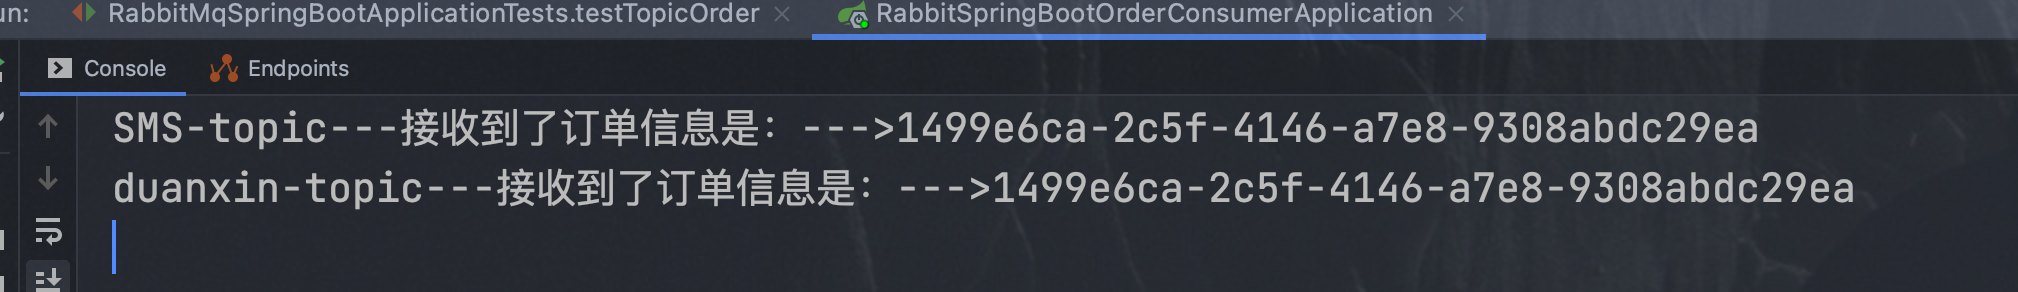 un:
RabbitMqSpringBootApplicationTests.testTopicOrder
RabbitSpringBootOrderConsumerApplication
Console
Endpoints
SMS-topic---接收到了订单信息是：--->1499e6ca-2c5f-4146-a7e8-9308abdc29ea
duanxin-topic---接收到了订单信息是：--->1499e6ca-2c5f-4146-a7e8-9308abdc29ea